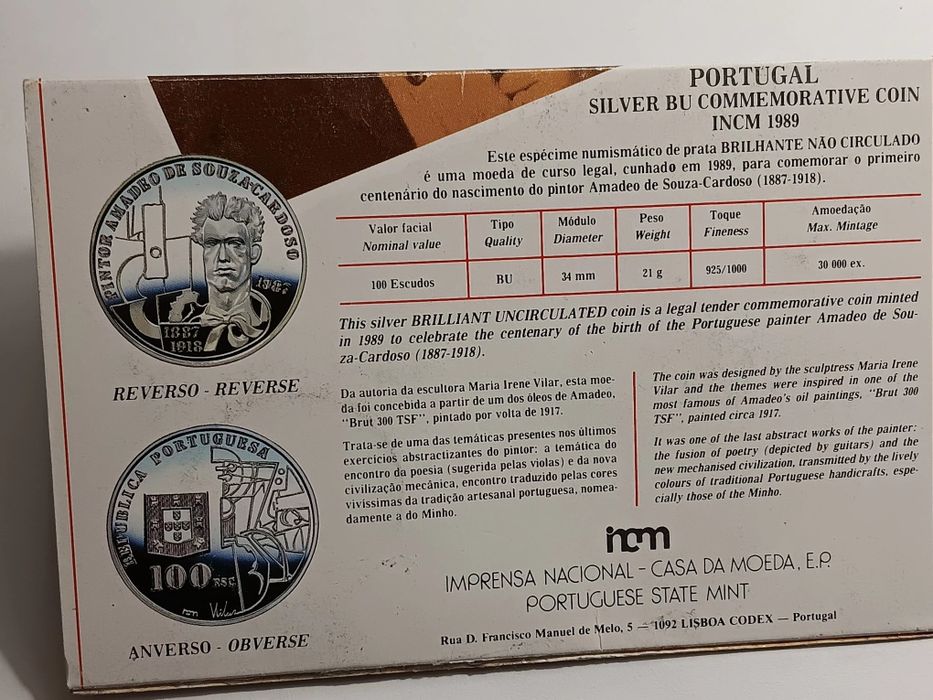 PORTUGAL
SILVER BU COMMEMORATIVE COIN
INCM 1989
Este espécime numismático de prata BRILHANTE NÃO CIRCULADO
é uma moeda de curso legal, cunhado em 1989, para comemorar o primeiro
centenário do nascimento do pintor Amadeo de Souza-Cardoso (1887-1918).
Valor facial Tipo Módulo Peso Toque Amoedação
Nominal value Quality Diameter Weight Fineness Max. Mintage
100 Escudos BU 34 mm 21 g 925/1000 30 000 ex.
This silver BRILLIANT UNCIRCULATED coin is a legal tender commemorative coin minted
in 1989 to celebrate the centenary of the birth of the Portuguese painter Amadeo de Sou-
za-Cardoso (1887-1918).
PINTOR AMADEO DE SOUZA-CARDOSO
1987
1887
1918
REVERSO - REVERSE
REPUBLICA PORTUGUESA
100 ESC.
incm Vilar
ANVERSO - OBVERSE
Da autoria da escultora Maria Irene Vilar, esta moe-
da foi concebida a partir de um dos óleos de Amadeo,
"Brut 300 TSF", pintado por volta de 1917.
Trata-se de uma das temáticas presentes nos últimos
exercícios abstractizantes do pintor: a temática do
encontro da poesia (sugerida pelas violas) e da nova
civilização mecânica, encontro traduzido pelas cores
vivíssimas da tradição artesanal portuguesa, nomea-
damente a do Minho.
The coin was designed by the sculptress Maria Irene
Vilar and the themes were inspired in one of the
most famous of Amadeo's oil paintings, "Brut 300
TSF", painted circa 1917.
It was one of the last abstract works of the painter:
the fusion of poetry (depicted by guitars) and the
new mechanised civilization, transmitted by the lively
colours of traditional Portuguese handicrafts, espe-
cially those of the Minho.
incm
IMPRENSA NACIONAL - CASA DA MOEDA, E.P.
PORTUGUESE STATE MINT
Rua D. Francisco Manuel de Melo, 5 — 1092 LISBOA CODEX — Portugal